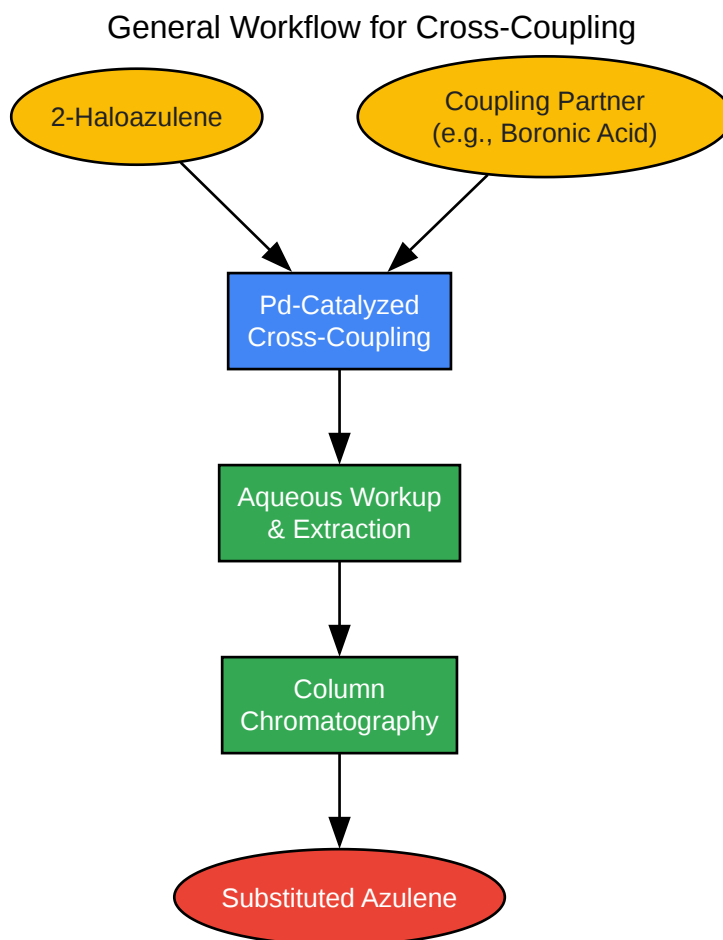 General Workflow for Cross-Coupling
2-Haloazulene
Coupling Partner
(e.g., Boronic Acid)
Pd-Catalyzed
Cross-Coupling
Aqueous Workup
& Extraction
Column
Chromatography
Substituted Azulene